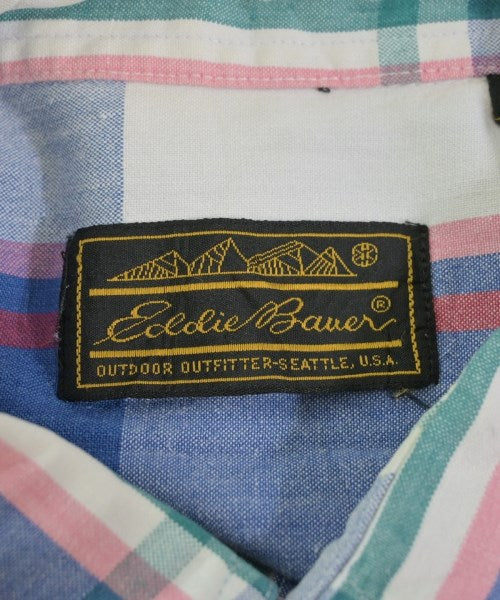 Eddie Bauer®
OUTDOOR OUTFITTER-SEATTLE, U.S.A.